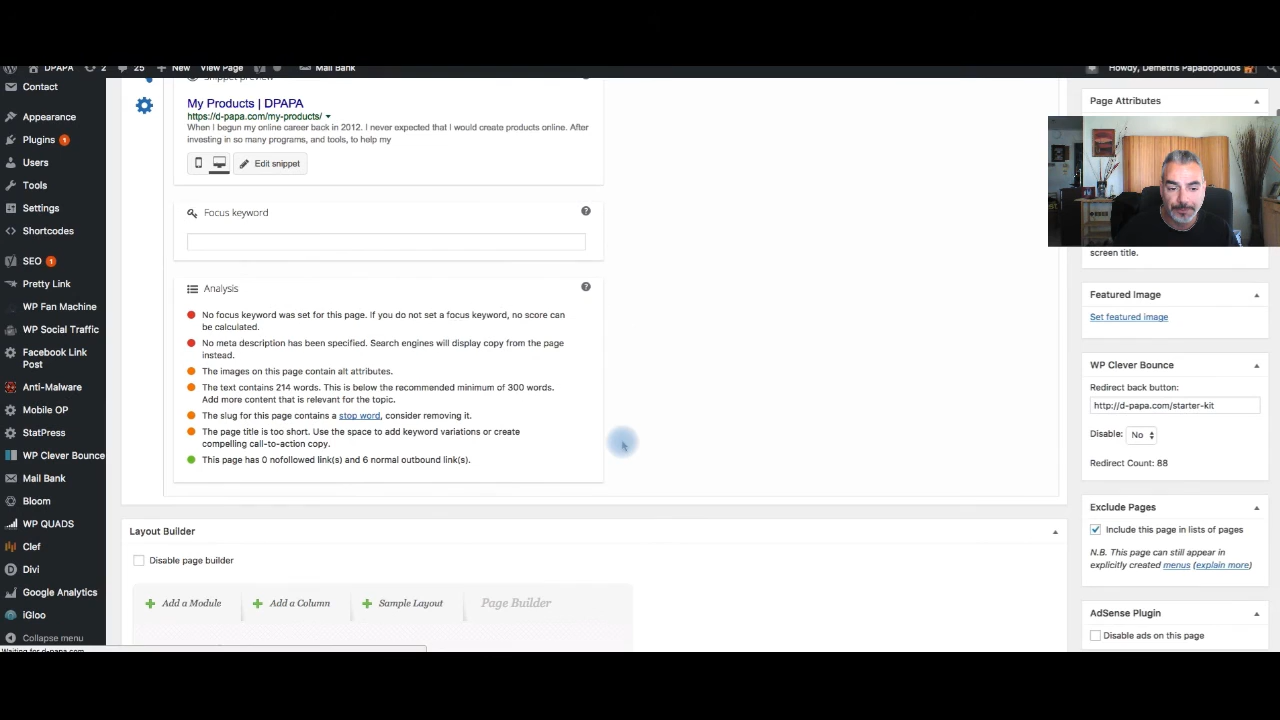 DPAPA 2 25 New View Page Mail Bank Howdy, Demetris Papadopoulos
Contact
Appearance
Plugins 1
Users
Tools
Settings
Shortcodes
SEO 1
Pretty Link
WP Fan Machine
WP Social Traffic
Facebook Link
Post
Anti-Malware
Mobile OP
StatPress
WP Clever Bounce
Mail Bank
Bloom
WP QUADS
Clef
Divi
Google Analytics
iGloo
Collapse menu
Waiting for d-papa.com
Snippet preview
My Products | DPAPA
https://d-papa.com/my-products/
When I begun my online career back in 2012. I never expected that I would create products online. After
investing in so many programs, and tools, to help my
Edit snippet
Focus keyword
Analysis
No focus keyword was set for this page. If you do not set a focus keyword, no score can
be calculated.
No meta description has been specified. Search engines will display copy from the page
instead.
The images on this page contain alt attributes.
The text contains 214 words. This is below the recommended minimum of 300 words.
Add more content that is relevant for the topic.
The slug for this page contains a stop word, consider removing it.
The page title is too short. Use the space to add keyword variations or create
compelling call-to-action copy.
This page has 0 nofollowed link(s) and 6 normal outbound link(s).
Layout Builder
Disable page builder
Add a Module Add a Column Sample Layout Page Builder
Page Attributes
screen title.
Featured Image
Set featured image
WP Clever Bounce
Redirect back button:
http://d-papa.com/starter-kit
Disable: No
Redirect Count: 88
Exclude Pages
Include this page in lists of pages
N.B. This page can still appear in
explicitly created menus (explain more)
AdSense Plugin
Disable ads on this page